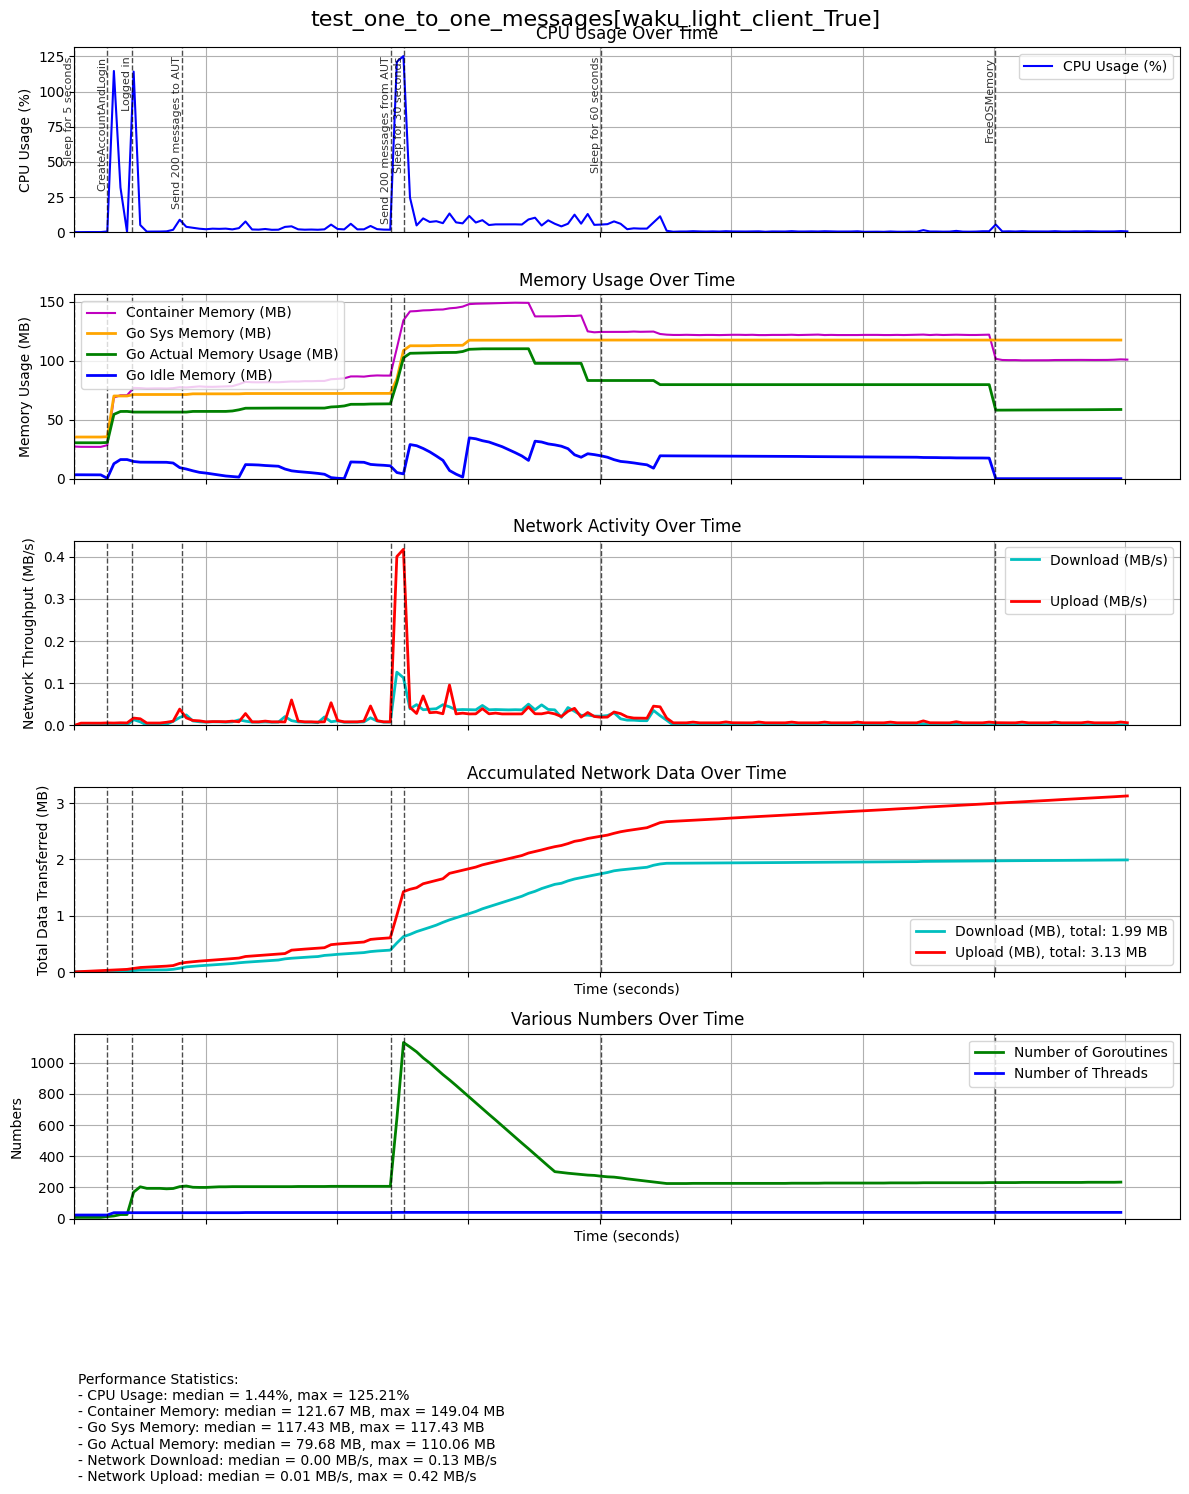 test_one_to_one_messages[waku_light_client_True]
CPU Usage Over Time
CPU Usage (%)
125
100
75
50
25
0
Sleep for 5 seconds
CreateAccountAndLogin
Logged in
Send 200 messages to AUT
Send 200 messages from AUT
Sleep for 30 seconds
Sleep for 60 seconds
FreeOSMemory
CPU Usage (%)
Memory Usage Over Time
Memory Usage (MB)
150
100
50
0
Container Memory (MB)
Go Sys Memory (MB)
Go Actual Memory Usage (MB)
Go Idle Memory (MB)
Network Activity Over Time
Network Throughput (MB/s)
0.4
0.3
0.2
0.1
0.0
Download (MB/s)
Upload (MB/s)
Accumulated Network Data Over Time
Total Data Transferred (MB)
3
2
1
0
Download (MB), total: 1.99 MB
Upload (MB), total: 3.13 MB
Time (seconds)
Various Numbers Over Time
Numbers
1000
800
600
400
200
0
Number of Goroutines
Number of Threads
Time (seconds)
Performance Statistics:
- CPU Usage: median = 1.44%, max = 125.21%
- Container Memory: median = 121.67 MB, max = 149.04 MB
- Go Sys Memory: median = 117.43 MB, max = 117.43 MB
- Go Actual Memory: median = 79.68 MB, max = 110.06 MB
- Network Download: median = 0.00 MB/s, max = 0.13 MB/s
- Network Upload: median = 0.01 MB/s, max = 0.42 MB/s